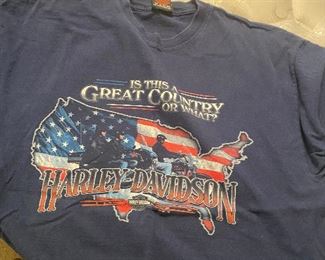 IS THIS A
GREAT COUNTRY
OR WHAT?
HARLEY-DAVIDSON